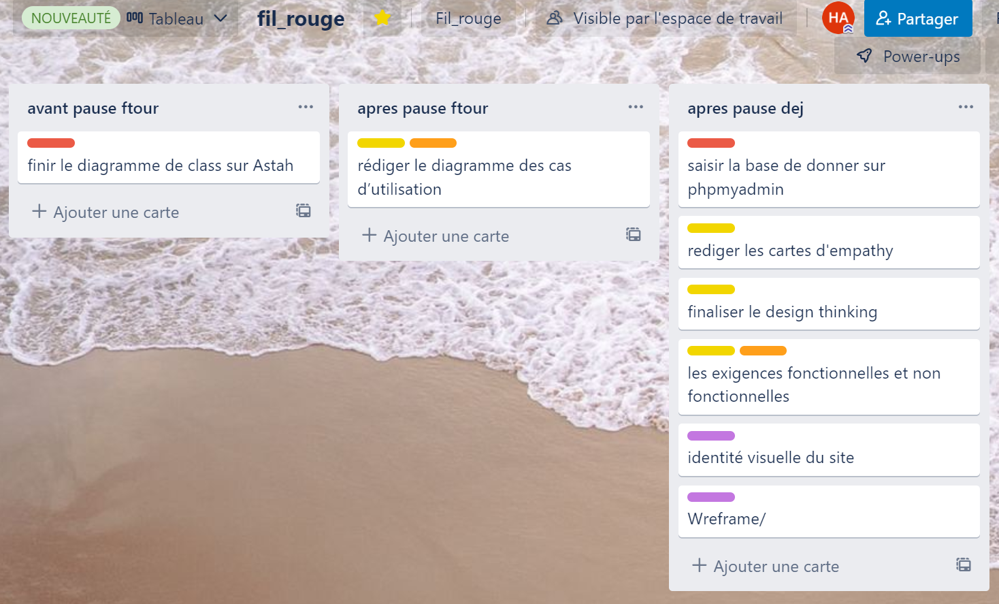 NOUVEAUTÉ Tableau fil_rouge Fil_rouge Visible par l'espace de travail HA Partager
Power-ups
avant pause ftour
finir le diagramme de class sur Astah
Ajouter une carte
apres pause ftour
rédiger le diagramme des cas
d’utilisation
Ajouter une carte
apres pause dej
saisir la base de donner sur
phpmyadmin
rediger les cartes d'empathy
finaliser le design thinking
les exigences fonctionnelles et non
fonctionnelles
identité visuelle du site
Wreframe/
Ajouter une carte